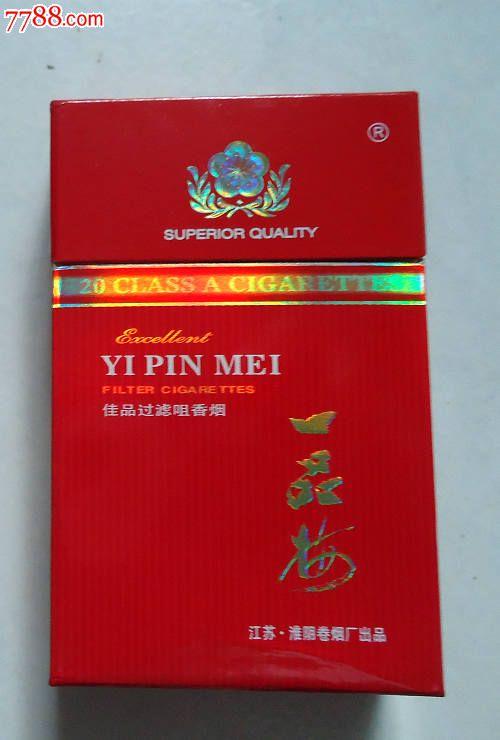 7788.com
®
SUPERIOR QUALITY
20 CLASS A CIGARETTES
Excellent
YI PIN MEI
FILTER CIGARETTES
佳品过滤咀香烟
一品梅
江苏·淮阴卷烟厂出品